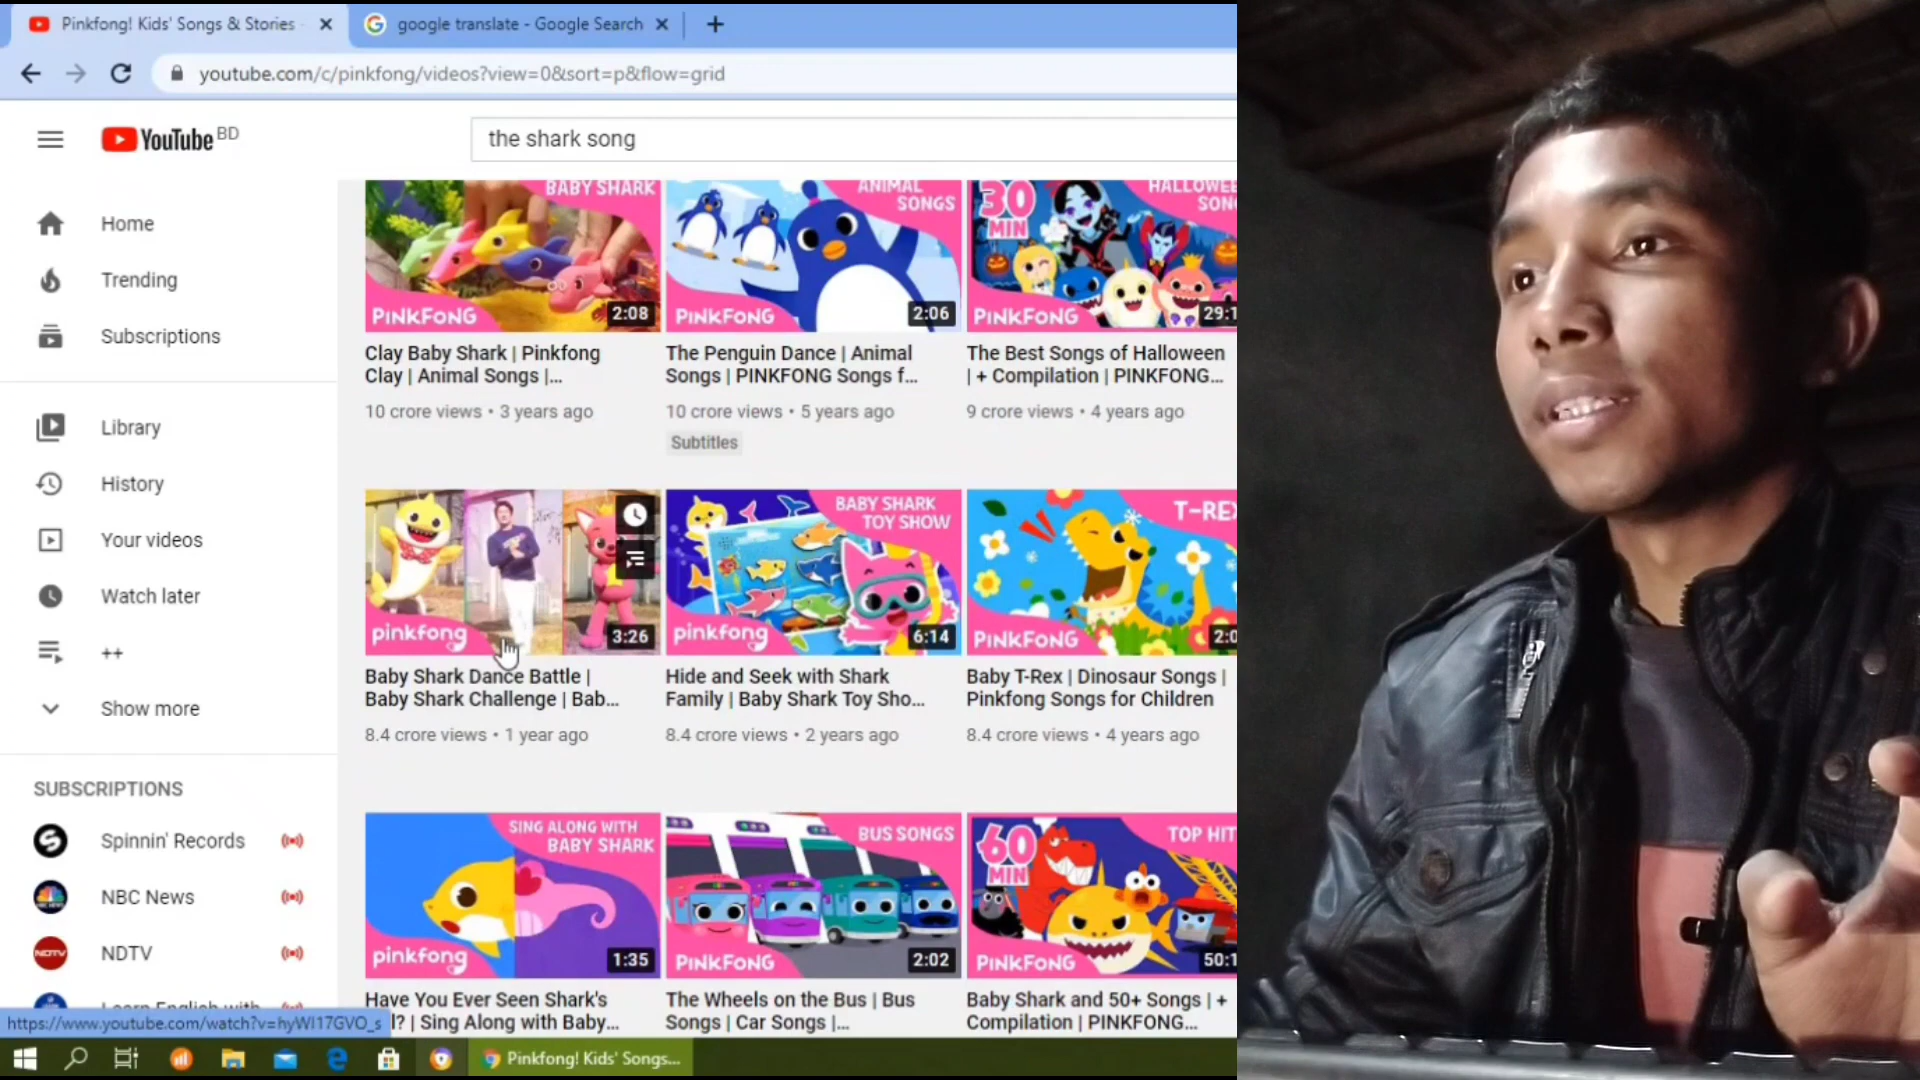 Pinkfong! Kids' Songs & Stories
google translate - Google Search
youtube.com/c/pinkfong/videos?view=0&sort=p&flow=grid
YouTube BD
the shark song
Home
Trending
Subscriptions
Library
History
Your videos
Watch later
++
Show more
SUBSCRIPTIONS
Spinnin' Records
NBC News
NDTV
NDTV
BABY SHARK
PINKFONG
2:08
Clay Baby Shark | Pinkfong
Clay | Animal Songs |...
10 crore views • 3 years ago
ANIMAL
SONGS
PINKFONG
2:06
The Penguin Dance | Animal
Songs | PINKFONG Songs f...
10 crore views • 5 years ago
Subtitles
30
MIN
PINKFONG
29:1
The Best Songs of Halloween
| + Compilation | PINKFONG...
9 crore views • 4 years ago
pinkfong
3:26
Baby Shark Dance Battle |
Baby Shark Challenge | Bab...
8.4 crore views • 1 year ago
BABY SHARK
TOY SHOW
pinkfong
6:14
Hide and Seek with Shark
Family | Baby Shark Toy Sho...
8.4 crore views • 2 years ago
T-REX
PINKFONG
2:0
Baby T-Rex | Dinosaur Songs |
Pinkfong Songs for Children
8.4 crore views • 4 years ago
SING ALONG WITH
BABY SHARK
pinkfong
1:35
Have You Ever Seen Shark's
l? | Sing Along with Baby...
BUS SONGS
PINKFONG
2:02
The Wheels on the Bus | Bus
Songs | Car Songs |...
60
MIN
TOP HIT
PINKFONG
50:1
Baby Shark and 50+ Songs | +
Compilation | PINKFONG...
https://www.youtube.com/watch?v=hyWI17GVO_s
Pinkfong! Kids' Songs...